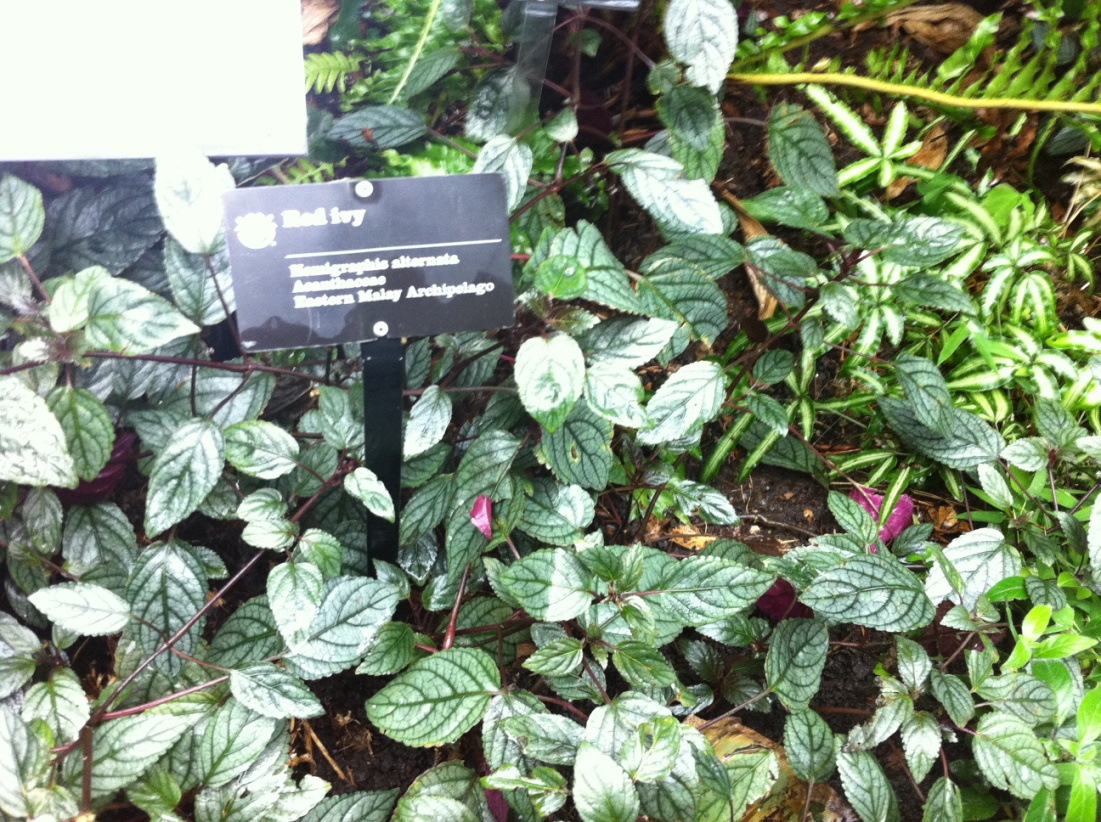 Red ivy
Hemigraphis alternata
Acanthaceae
Eastern Malay Archipelago